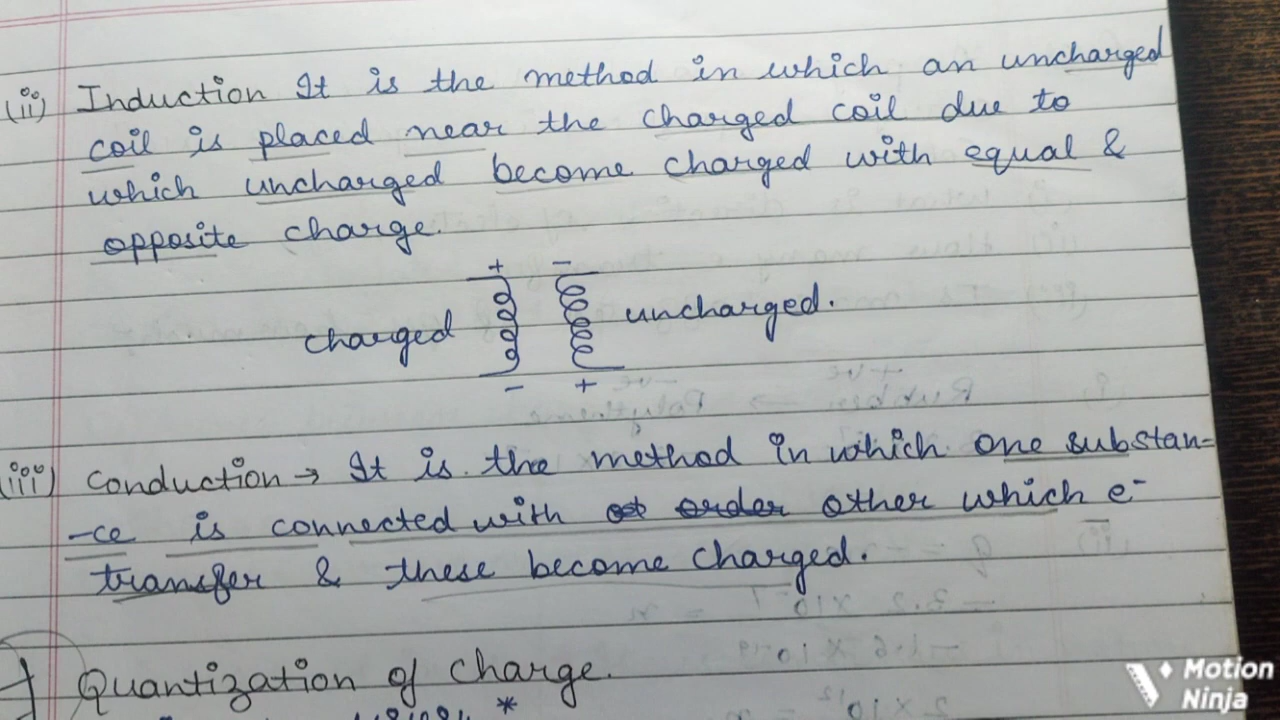 (ii) Induction It is the method in which an uncharged
coil is placed near the charged coil due to
which uncharged become charged with equal &
opposite charge.
+ -
charged uncharged.
- +
(iii) Conduction → It is the method in which one substan-
-ce is connected with order other which e-
transfer & these become charged.
Quantization of charge.
*
Motion
Ninja